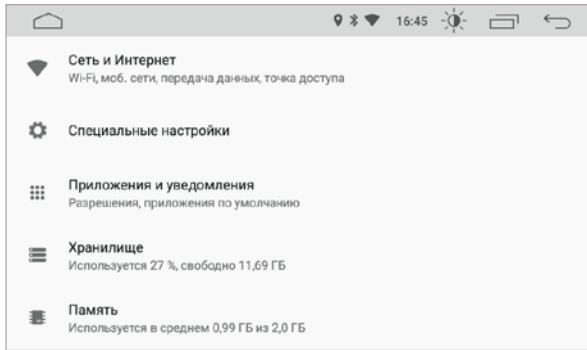 16:45
Сеть и Интернет
Wi-Fi, моб. сети, передача данных, точка доступа
Специальные настройки
Приложения и уведомления
Разрешения, приложения по умолчанию
Хранилище
Используется 27 %, свободно 11,69 ГБ
Память
Используется в среднем 0,99 ГБ из 2,0 ГБ